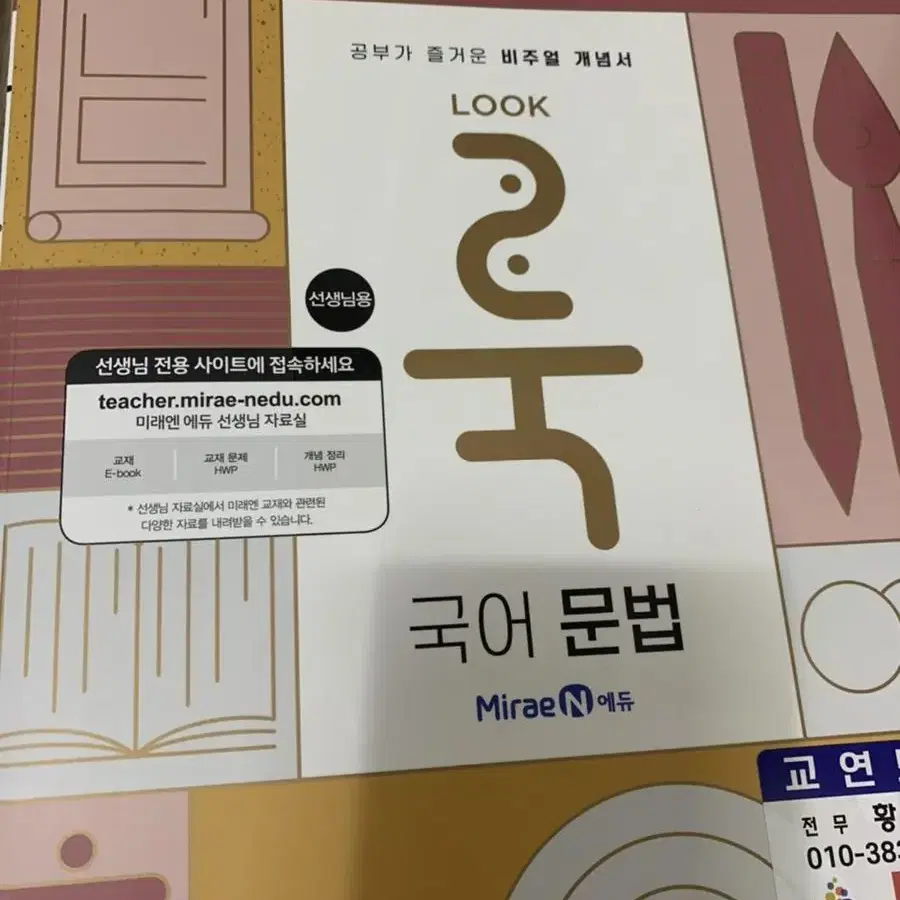 공부가 즐거운 비주얼 개념서
LOOK
룩
선생님용
선생님 전용 사이트에 접속하세요
teacher.mirae-nedu.com
미래엔 에듀 선생님 자료실
교재
E-book
교재 문제
HWP
개념 정리
HWP
* 선생님 자료실에서 미래엔 교재와 관련된
다양한 자료를 내려받을 수 있습니다.
국어 문법
Mirae N 에듀
교 연
전 무 황
010-383